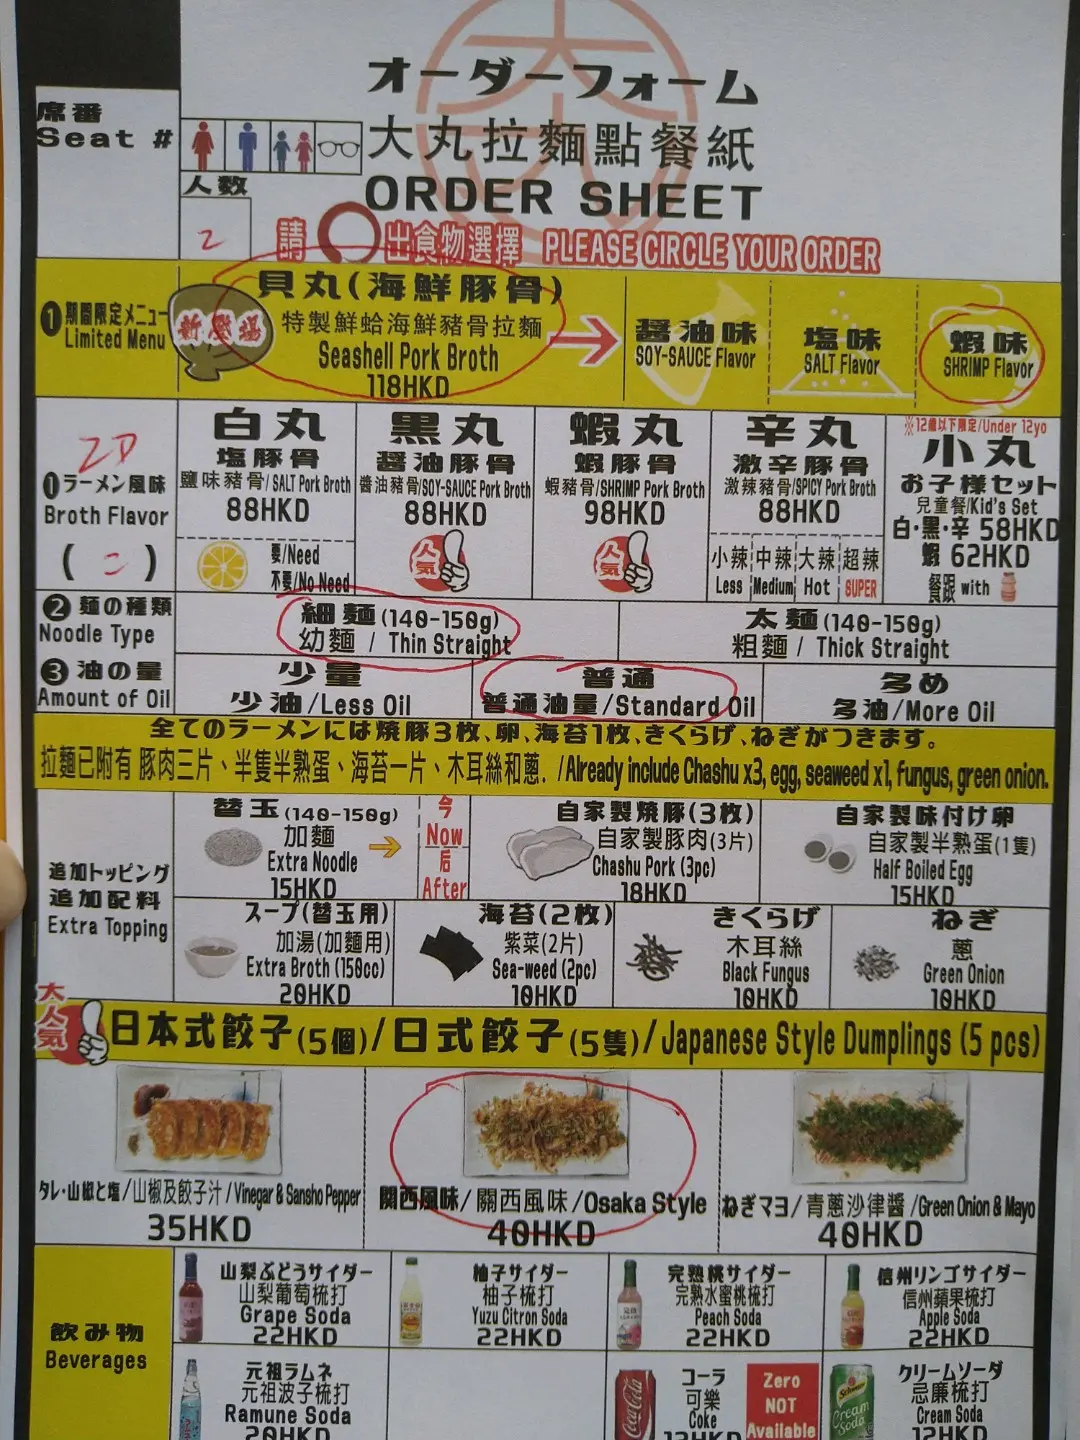 オーダーフォーム
席番
Seat #
大丸拉麵點餐紙
人数
ORDER SHEET
2
請 出食物選擇 PLEASE CIRCLE YOUR ORDER
❶期間限定メニュー
Limited Menu
新登場
貝丸(海鮮豚骨)
特製鮮蛤海鮮豬骨拉麵
Seashell Pork Broth
118HKD
醤油味
SOY-SAUCE Flavor
塩味
SALT Flavor
蝦味
SHRIMP Flavor
❶ラーメン風味
Broth Flavor
白丸
塩豚骨
鹽味豬骨/SALT Pork Broth
88HKD
要/Need
不要/No Need
黒丸
醤油豚骨
醬油豬骨/SOY-SAUCE Pork Broth
88HKD
人気
蝦丸
蝦豚骨
蝦豬骨/SHRIMP Pork Broth
98HKD
人気
辛丸
激辛豚骨
激辣豬骨/SPICY Pork Broth
88HKD
小辣 中辣 大辣 超辣
Less Medium Hot SUPER
※12歳以下限定/Under 12yo
小丸
お子様セット
兒童餐/Kid's Set
白·黒·辛 58HKD
蝦 62HKD
餐跟 with
❷麺の種類
Noodle Type
細麺(140-150g)
幼麵 / Thin Straight
太麺(140-150g)
粗麵 / Thick Straight
❸油の量
Amount of Oil
少量
少油/Less Oil
普通
普通油量/Standard Oil
多め
多油/More Oil
全てのラーメンには焼豚3枚、卵、海苔1枚、きくらげ、ねぎがつきます。
拉麵已附有 豚肉三片、半隻半熟蛋、海苔一片、木耳絲和蔥. /Already include Chashu x3, egg, seaweed x1, fungus, green onion.
追加トッピング
追加配料
Extra Topping
替玉(140-150g)
加麵
Extra Noodle
15HKD
今
Now
后
After
自家製焼豚(3枚)
自家製豚肉(3片)
Chashu Pork (3pc)
18HKD
自家製味付け卵
自家製半熟蛋(1隻)
Half Boiled Egg
15HKD
スープ(替玉用)
加湯(加麵用)
Extra Broth (150cc)
20HKD
海苔(2枚)
紫菜(2片)
Sea-weed (2pc)
10HKD
きくらげ
木耳絲
Black Fungus
10HKD
ねぎ
蔥
Green Onion
10HKD
大人気
日本式餃子(5個)/日式餃子(5隻)/Japanese Style Dumplings (5 pcs)
タレ·山椒と塩/山椒及餃子汁/Vinegar & Sansho Pepper
35HKD
関西風味/關西風味/Osaka Style
40HKD
ねぎマヨ/青蔥沙律醬/Green Onion & Mayo
40HKD
飲み物
Beverages
山梨ぶどうサイダー
山梨葡萄梳打
Grape Soda
22HKD
柚子サイダー
柚子梳打
Yuzu Citron Soda
22HKD
完熟桃サイダー
完熟水蜜桃梳打
Peach Soda
22HKD
信州リンゴサイダー
信州蘋果梳打
Apple Soda
22HKD
元祖ラムネ
元祖波子梳打
Ramune Soda
20HKD
Coca-Cola
コーラ
可樂
Coke
Zero
NOT
Available
Cream
Soda
クリームソーダ
忌廉梳打
Cream Soda
12HKD